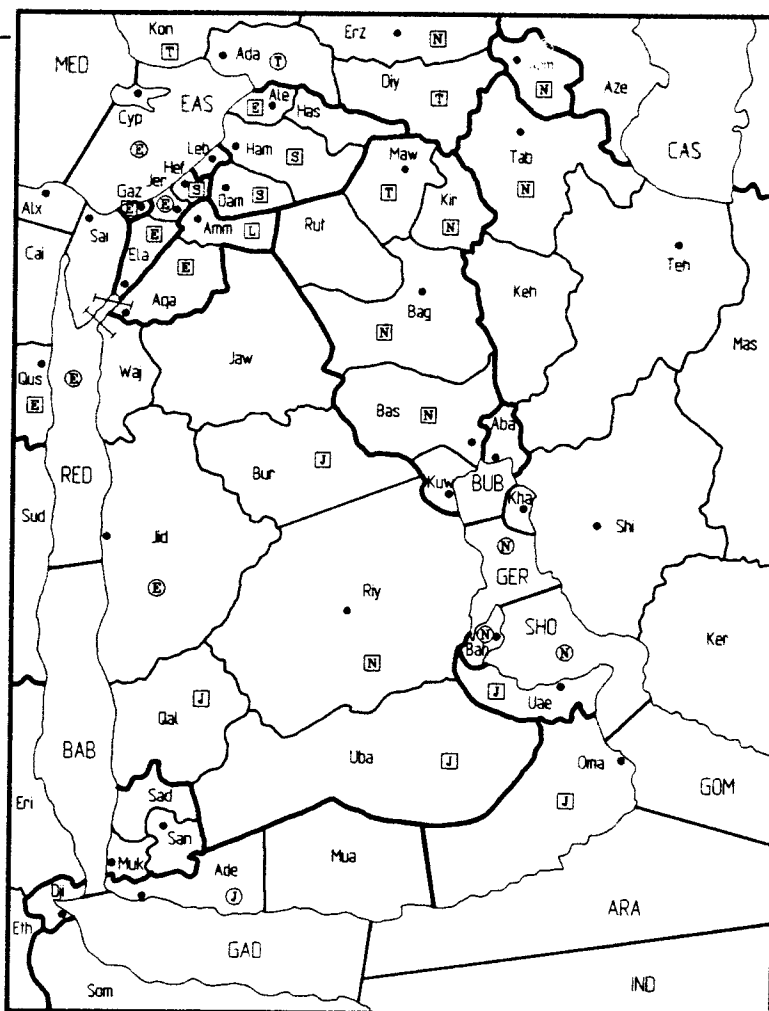 Kon
T
Ada
T
Erz
N
MED
Diy
T
N
Aze
Cyp
EAS
E
Ale
E
Has
CAS
Leb
Ham
S
Maw
T
Tab
N
Kir
N
Hef
S
Jer
E
Gaz
E
Dam
S
Alx
Sai
Ela
E
Amm
L
Rut
Teh
Cai
Aqa
E
Bag
N
Keh
Qus
E
E
Waj
Jaw
Mas
Bas
N
Aba
Bur
J
Kuw
BUB
Kha
RED
Sud
Jid
E
N
GER
Shi
Riy
N
SHO
N
Bah
N
Ker
J
Uae
Qal
J
BAB
Uba
J
Oma
J
GOM
Eri
Sad
San
Muk
Ade
J
Mua
Dji
ARA
Eth
GAD
Som
IND